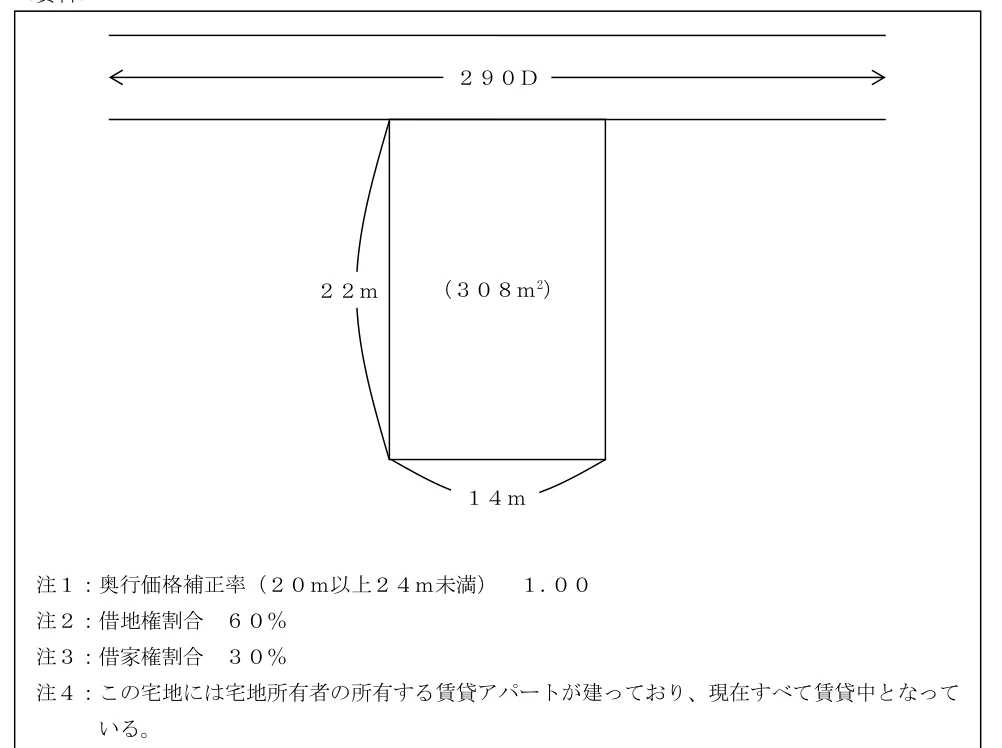 ２９０Ｄ
２２ｍ
（３０８ｍ²）
１４ｍ
注１：奥行価格補正率（２０ｍ以上２４ｍ未満）　１.００
注２：借地権割合　６０％
注３：借家権割合　３０％
注４：この宅地には宅地所有者の所有する賃貸アパートが建っており、現在すべて賃貸中となって
いる。